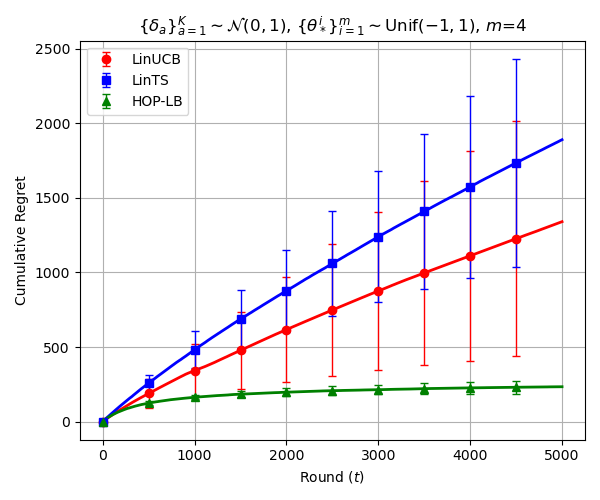 {δₐ}ᴷₐ₌₁ ∼ 𝒩(0, 1), {θ⁎ⁱ}ᵐᵢ₌₁ ∼ Unif(−1, 1), m=4
LinUCB
LinTS
HOP-LB
Cumulative Regret
2500
2000
1500
1000
500
0
0 1000 2000 3000 4000 5000
Round (t)